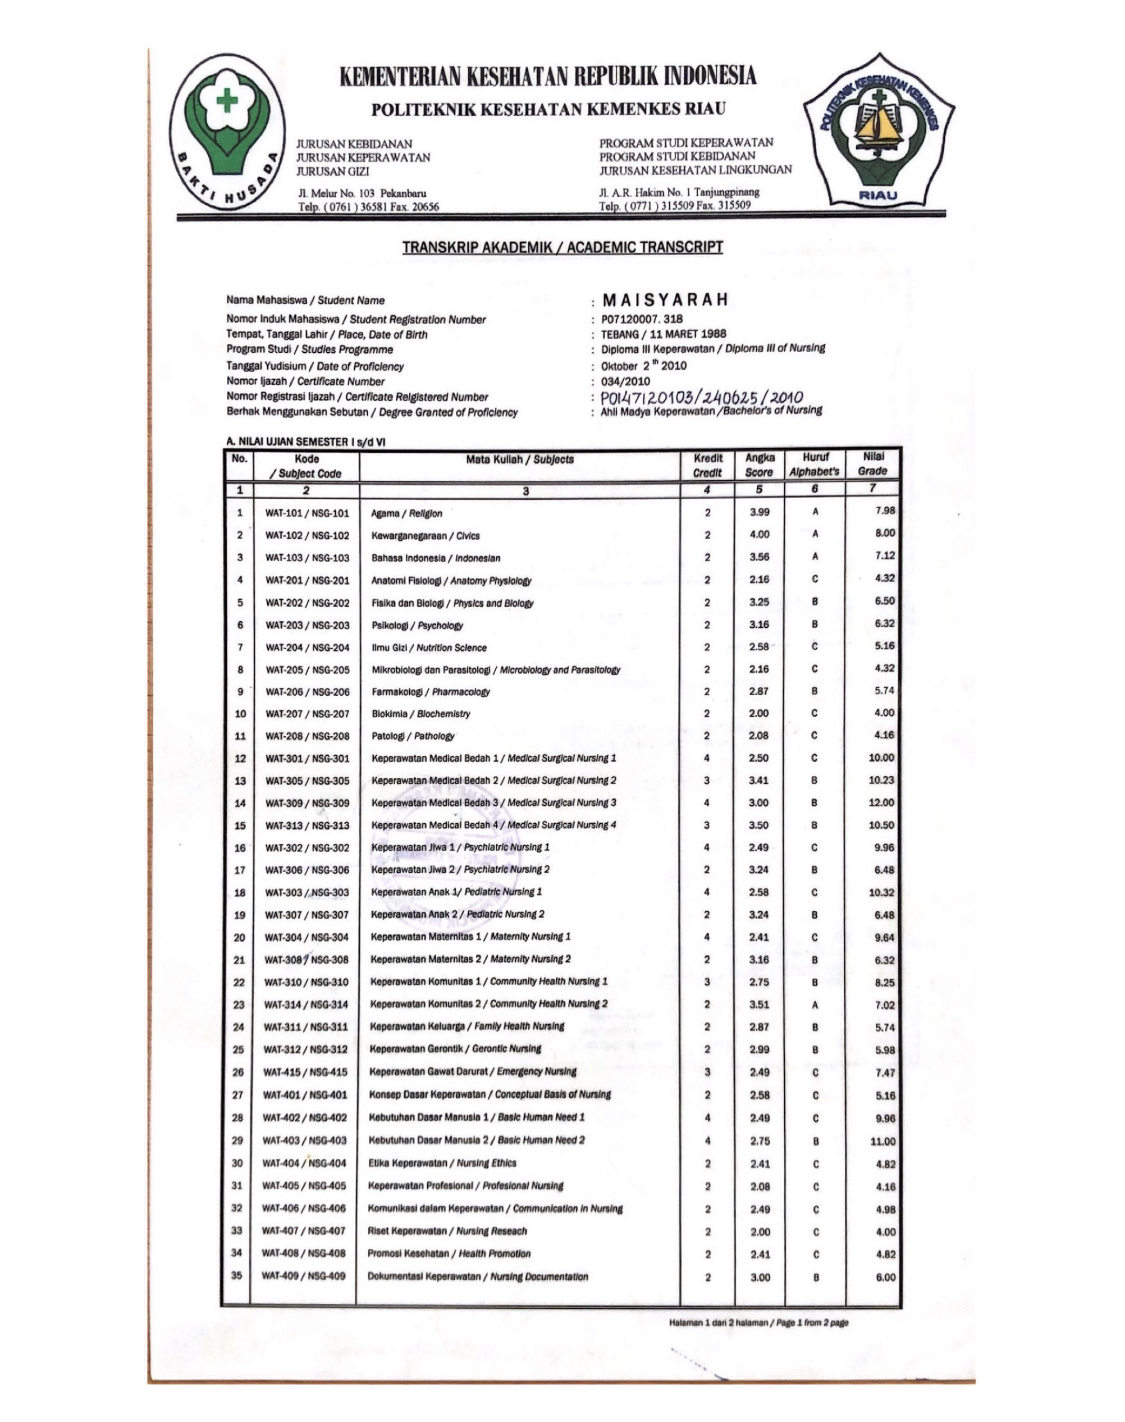 KEMENTERIAN KESEHATAN REPUBLIK INDONESIA
POLITEKNIK KESEHATAN KEMENKES RIAU
BAKTI HUSADA
JURUSAN KEBIDANAN
JURUSAN KEPERAWATAN
JURUSAN GIZI
Jl. Melur No. 103 Pekanbaru
Telp. ( 0761 ) 36581 Fax. 20656
PROGRAM STUDI KEPERAWATAN
PROGRAM STUDI KEBIDANAN
JURUSAN KESEHATAN LINGKUNGAN
Jl. A.R. Hakim No. 1 Tanjungpinang
Telp. ( 0771 ) 315509 Fax. 315509
POLITEKNIK KESEHATAN KEMENKES
RIAU
TRANSKRIP AKADEMIK / ACADEMIC TRANSCRIPT
Nama Mahasiswa / Student Name : MAISYARAH
Nomor Induk Mahasiswa / Student Registration Number : P07120007. 318
Tempat, Tanggal Lahir / Place, Date of Birth : TEBANG / 11 MARET 1988
Program Studi / Studies Programme : Diploma III Keperawatan / Diploma III of Nursing
Tanggal Yudisium / Date of Proficiency : Oktober 2 th 2010
Nomor Ijazah / Certificate Number : 034/2010
Nomor Registrasi Ijazah / Certificate Relgistered Number : P0147120103/240625/2010
Berhak Menggunakan Sebutan / Degree Granted of Proficiency : Ahli Madya Keperawatan /Bachelor's of Nursing
A. NILAI UJIAN SEMESTER I s/d VI
No. Kode / Subject Code Mata Kuliah / Subjects Kredit Credit Angka Score Huruf Alphabet's Nilai Grade
1 2 3 4 5 6 7
1 WAT-101 / NSG-101 Agama / Religion 2 3.99 A 7.98
2 WAT-102 / NSG-102 Kewarganegaraan / Civics 2 4.00 A 8.00
3 WAT-103 / NSG-103 Bahasa Indonesia / Indonesian 2 3.56 A 7.12
4 WAT-201 / NSG-201 Anatomi Fisiologi / Anatomy Physiology 2 2.16 C 4.32
5 WAT-202 / NSG-202 Fisika dan Biologi / Physics and Biology 2 3.25 B 6.50
6 WAT-203 / NSG-203 Psikologi / Psychology 2 3.16 B 6.32
7 WAT-204 / NSG-204 Ilmu Gizi / Nutrition Science 2 2.58 C 5.16
8 WAT-205 / NSG-205 Mikrobiologi dan Parasitologi / Microbiology and Parasitology 2 2.16 C 4.32
9 WAT-206 / NSG-206 Farmakologi / Pharmacology 2 2.87 B 5.74
10 WAT-207 / NSG-207 Biokimia / Biochemistry 2 2.00 C 4.00
11 WAT-208 / NSG-208 Patologi / Pathology 2 2.08 C 4.16
12 WAT-301 / NSG-301 Keperawatan Medical Bedah 1 / Medical Surgical Nursing 1 4 2.50 C 10.00
13 WAT-305 / NSG-305 Keperawatan Medical Bedah 2 / Medical Surgical Nursing 2 3 3.41 B 10.23
14 WAT-309 / NSG-309 Keperawatan Medical Bedah 3 / Medical Surgical Nursing 3 4 3.00 B 12.00
15 WAT-313 / NSG-313 Keperawatan Medical Bedah 4 / Medical Surgical Nursing 4 3 3.50 B 10.50
16 WAT-302 / NSG-302 Keperawatan Jiwa 1 / Psychiatric Nursing 1 4 2.49 C 9.96
17 WAT-306 / NSG-306 Keperawatan Jiwa 2 / Psychiatric Nursing 2 2 3.24 B 6.48
18 WAT-303 / NSG-303 Keperawatan Anak 1/ Pediatric Nursing 1 4 2.58 C 10.32
19 WAT-307 / NSG-307 Keperawatan Anak 2 / Pediatric Nursing 2 2 3.24 B 6.48
20 WAT-304 / NSG-304 Keperawatan Maternitas 1 / Maternity Nursing 1 4 2.41 C 9.64
21 WAT-308/ NSG-308 Keperawatan Maternitas 2 / Maternity Nursing 2 2 3.16 B 6.32
22 WAT-310 / NSG-310 Keperawatan Komunitas 1 / Community Health Nursing 1 3 2.75 B 8.25
23 WAT-314 / NSG-314 Keperawatan Komunitas 2 / Community Health Nursing 2 2 3.51 A 7.02
24 WAT-311 / NSG-311 Keperawatan Keluarga / Family Health Nursing 2 2.87 B 5.74
25 WAT-312 / NSG-312 Keperawatan Gerontik / Gerontic Nursing 2 2.99 B 5.98
26 WAT-415 / NSG-415 Keperawatan Gawat Darurat / Emergency Nursing 3 2.49 C 7.47
27 WAT-401 / NSG-401 Konsep Dasar Keperawatan / Conceptual Basis of Nursing 2 2.58 C 5.16
28 WAT-402 / NSG-402 Kebutuhan Dasar Manusia 1 / Basic Human Need 1 4 2.49 C 9.96
29 WAT-403 / NSG-403 Kebutuhan Dasar Manusia 2 / Basic Human Need 2 4 2.75 B 11.00
30 WAT-404 / NSG-404 Etika Keperawatan / Nursing Ethics 2 2.41 C 4.82
31 WAT-405 / NSG-405 Keperawatan Profesional / Profesional Nursing 2 2.08 C 4.16
32 WAT-406 / NSG-406 Komunikasi dalam Keperawatan / Communication in Nursing 2 2.49 C 4.98
33 WAT-407 / NSG-407 Riset Keperawatan / Nursing Reseach 2 2.00 C 4.00
34 WAT-408 / NSG-408 Promosi Kesehatan / Health Promotion 2 2.41 C 4.82
35 WAT-409 / NSG-409 Dokumentasi Keperawatan / Nursing Documentation 2 3.00 B 6.00
Halaman 1 dari 2 halaman / Page 1 from 2 page